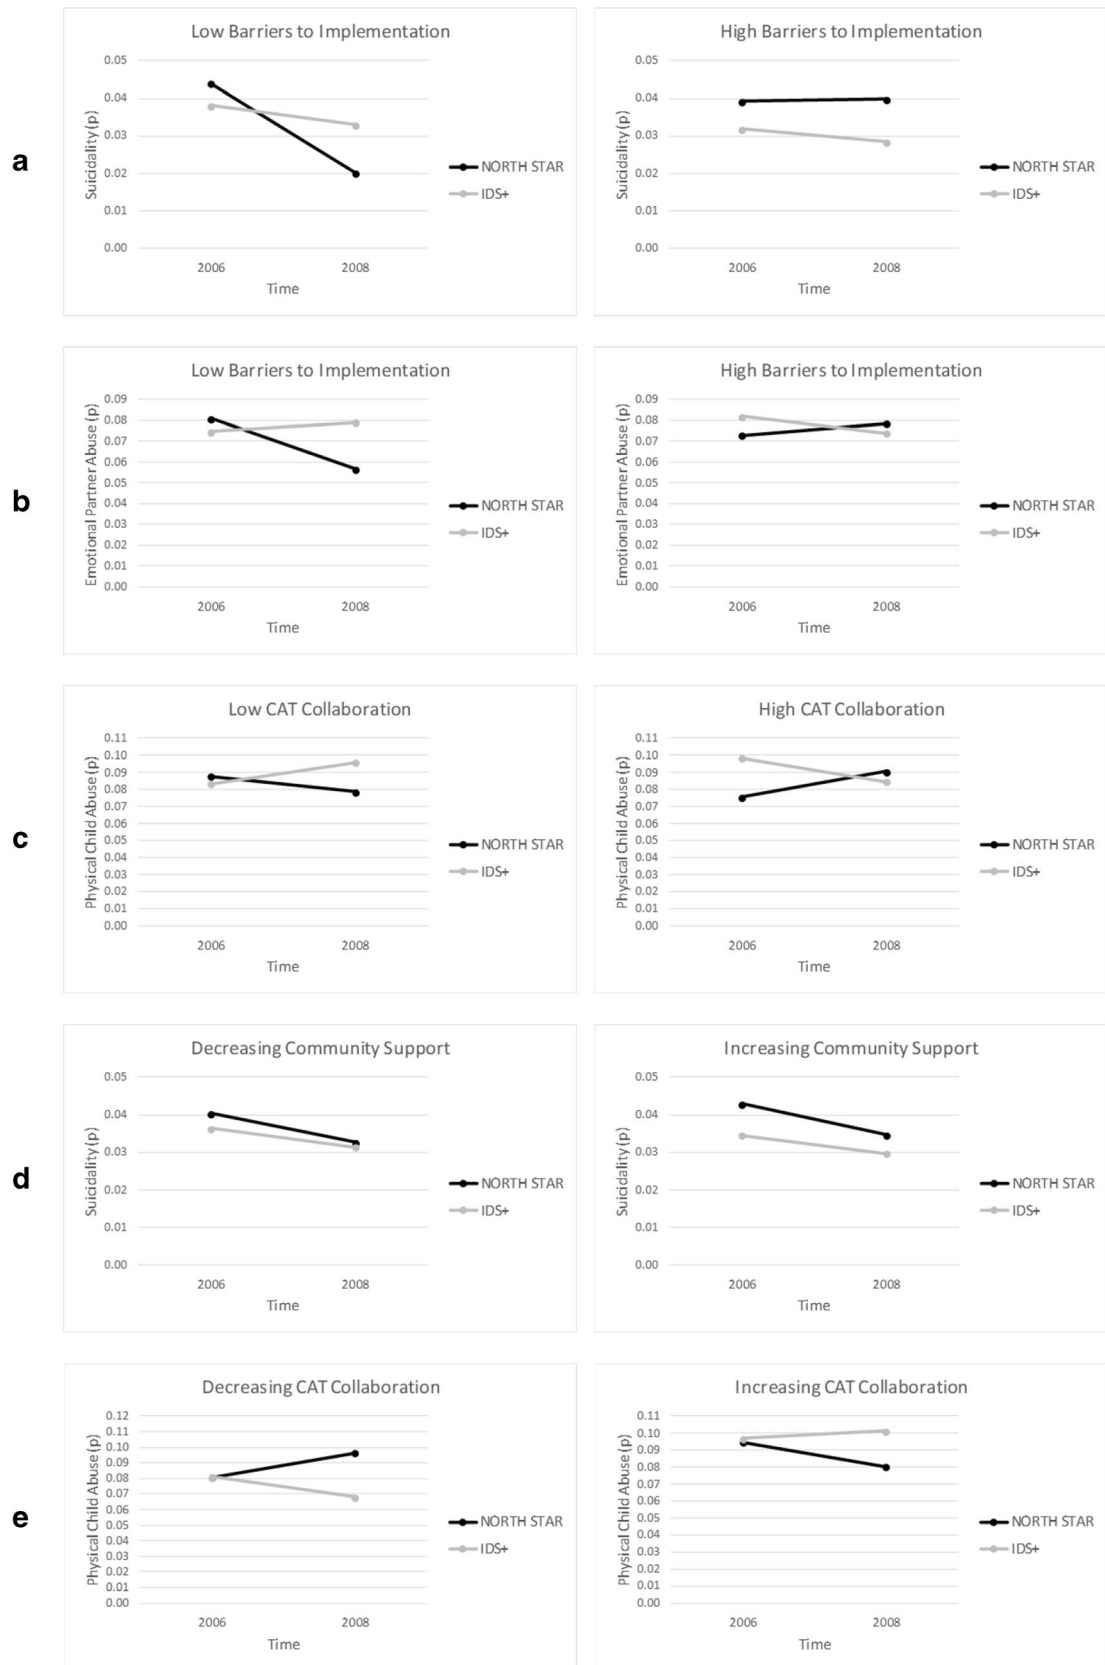 a
Low Barriers to Implementation
0.05
0.04
0.03
0.02
0.01
0.00
Suicidality (p)
2006 2008
Time
NORTH STAR
IDS+
High Barriers to Implementation
0.05
0.04
0.03
0.02
0.01
0.00
Suicidality (p)
2006 2008
Time
NORTH STAR
IDS+
b
Low Barriers to Implementation
0.09
0.08
0.07
0.06
0.05
0.04
0.03
0.02
0.01
0.00
Emotional Partner Abuse (p)
2006 2008
Time
NORTH STAR
IDS+
High Barriers to Implementation
0.09
0.08
0.07
0.06
0.05
0.04
0.03
0.02
0.01
0.00
Emotional Partner Abuse (p)
2006 2008
Time
NORTH STAR
IDS+
c
Low CAT Collaboration
0.11
0.10
0.09
0.08
0.07
0.06
0.05
0.04
0.03
0.02
0.01
0.00
Physical Child Abuse (p)
2006 2008
Time
NORTH STAR
IDS+
High CAT Collaboration
0.11
0.10
0.09
0.08
0.07
0.06
0.05
0.04
0.03
0.02
0.01
0.00
Physical Child Abuse (p)
2006 2008
Time
NORTH STAR
IDS+
d
Decreasing Community Support
0.05
0.04
0.03
0.02
0.01
0.00
Suicidality (p)
2006 2008
Time
NORTH STAR
IDS+
Increasing Community Support
0.05
0.04
0.03
0.02
0.01
0.00
Suicidality (p)
2006 2008
Time
NORTH STAR
IDS+
e
Decreasing CAT Collaboration
0.12
0.11
0.10
0.09
0.08
0.07
0.06
0.05
0.04
0.03
0.02
0.01
0.00
Physical Child Abuse (p)
2006 2008
Time
NORTH STAR
IDS+
Increasing CAT Collaboration
0.11
0.10
0.09
0.08
0.07
0.06
0.05
0.04
0.03
0.02
0.01
0.00
Physical Child Abuse (p)
2006 2008
Time
NORTH STAR
IDS+